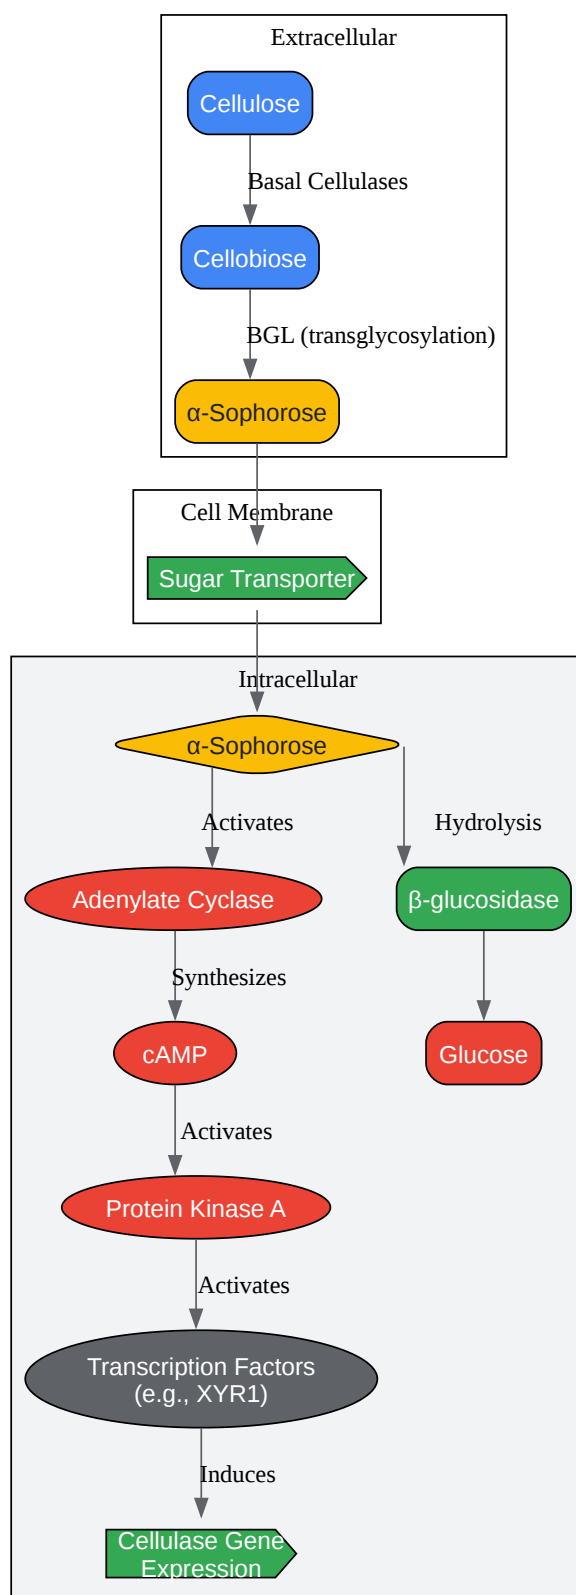 Extracellular
Cellulose
Basal Cellulases
Cellobiose
BGL (transglycosylation)
α-Sophorose
Cell Membrane
Sugar Transporter
Intracellular
α-Sophorose
Activates
Hydrolysis
Adenylate Cyclase
β-glucosidase
Synthesizes
cAMP
Glucose
Activates
Protein Kinase A
Activates
Transcription Factors
(e.g., XYR1)
Induces
Cellulase Gene
Expression